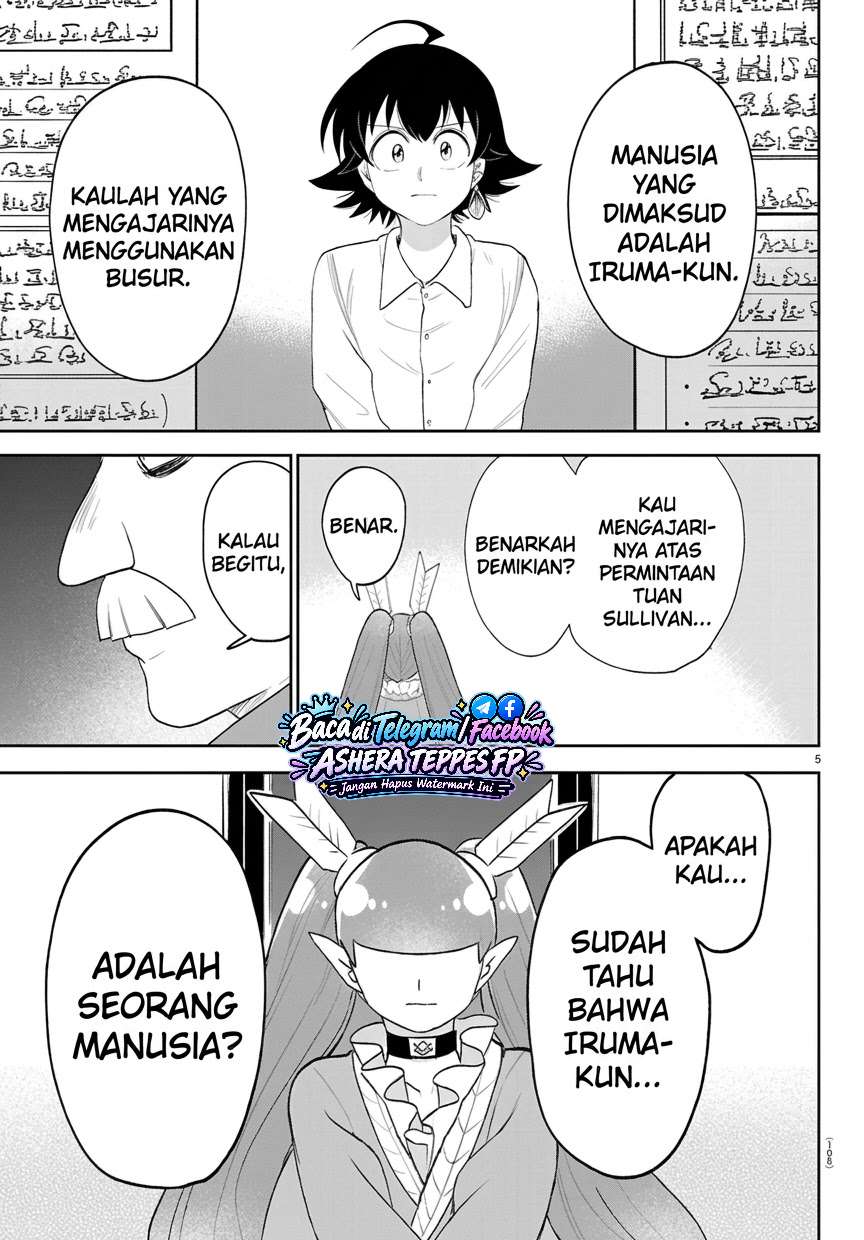 MANUSIA
YANG
DIMAKSUD
ADALAH
IRUMA-KUN.
KAULAH YANG
MENGAJARINYA
MENGGUNAKAN
BUSUR.
KAU
MENGAJARI-
NYA ATAS
PERMINTAAN
TUAN
SULLIVAN...
BENARKAH
DEMIKIAN?
BENAR.
KALAU
BEGITU,
Baca di Telegram/Facebook
ASHERA TEPPES FP
Jangan Hapus Watermark Ini
5
APAKAH
KAU...
SUDAH
TAHU
BAHWA
IRUMA-
KUN...
ADALAH
SEORANG
MANUSIA?
(108)